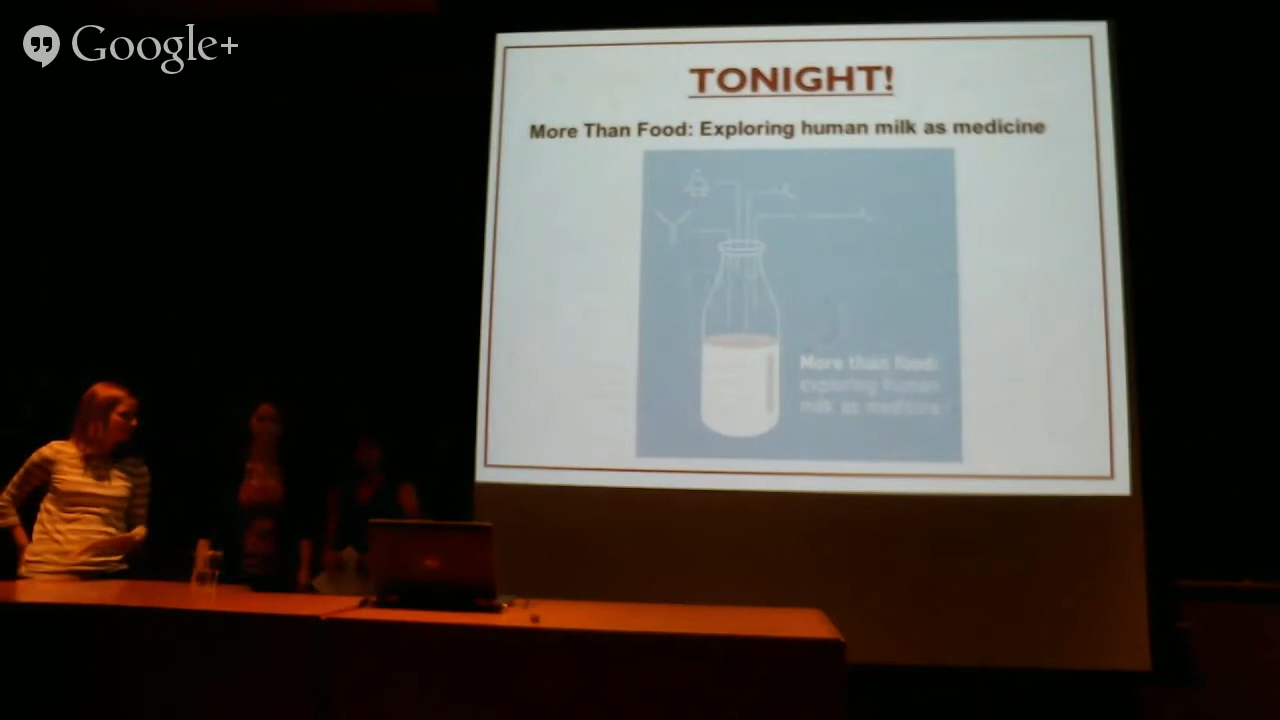 Google+
TONIGHT!
More Than Food: Exploring human milk as medicine
More than food:
exploring human
milk as medicine